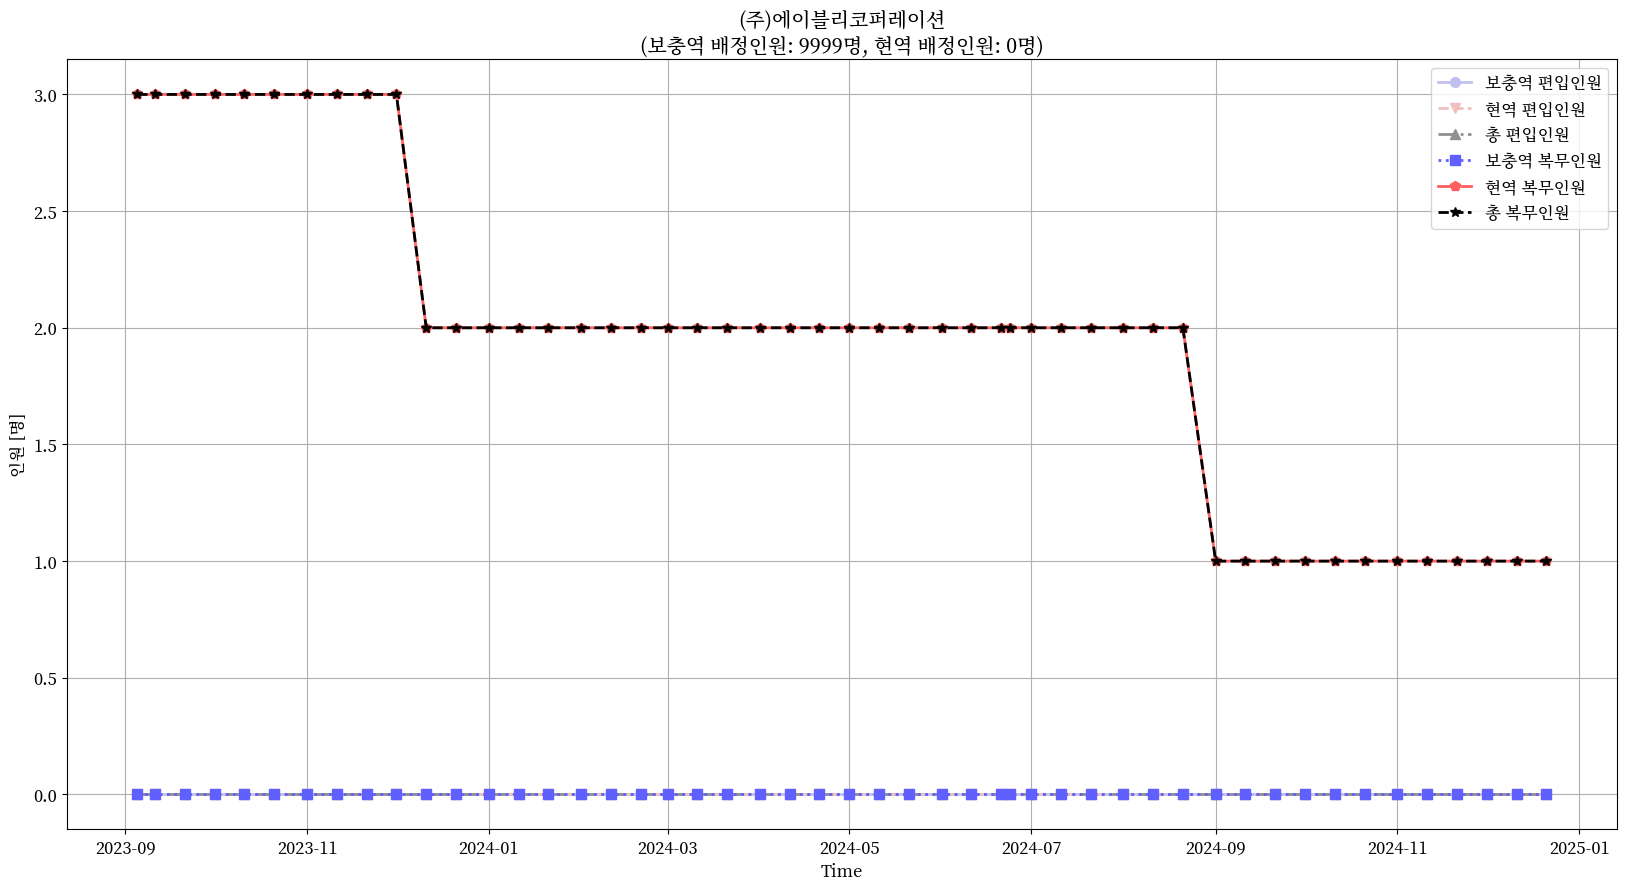 (주)에이블리코퍼레이션
(보충역 배정인원: 9999명, 현역 배정인원: 0명)
보충역 편입인원
현역 편입인원
총 편입인원
보충역 복무인원
현역 복무인원
총 복무인원
인원 [명]
3.0
2.5
2.0
1.5
1.0
0.5
0.0
2023-09 2023-11 2024-01 2024-03 2024-05 2024-07 2024-09 2024-11 2025-01
Time